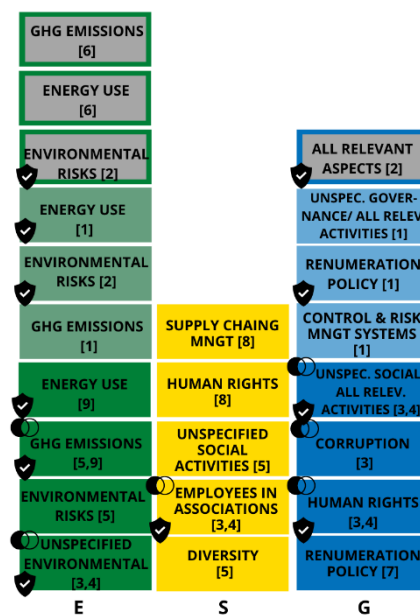 GHG EMISSIONS
[6]
ENERGY USE
[6]
ENVIRONMENTAL
RISKS [2]
ENERGY USE
[1]
ENVIRONMENTAL
RISKS [2]
GHG EMISSIONS
[1]
ENERGY USE
[9]
GHG EMISSIONS
[5,9]
ENVIRONMENTAL
RISKS [5]
UNSPECIFIED
ENVIRONMENTAL
[3,4]
E
SUPPLY CHAING
MNGT [8]
HUMAN RIGHTS
[8]
UNSPECIFIED
SOCIAL
ACTIVITIES [5]
EMPLOYEES IN
ASSOCIATIONS
[3,4]
DIVERSITY
[5]
S
ALL RELEVANT
ASPECTS [2]
UNSPEC. GOVER-
NANCE/ ALL RELEV.
ACTIVITIES [1]
RENUMERATION
POLICY [1]
CONTROL & RISK
MNGT SYSTEMS
[1]
UNSPEC. SOCIAL
ALL RELEV.
ACTIVITIES [3,4]
CORRUPTION
[3]
HUMAN RIGHTS
[3,4]
RENUMERATION
POLICY [7]
G